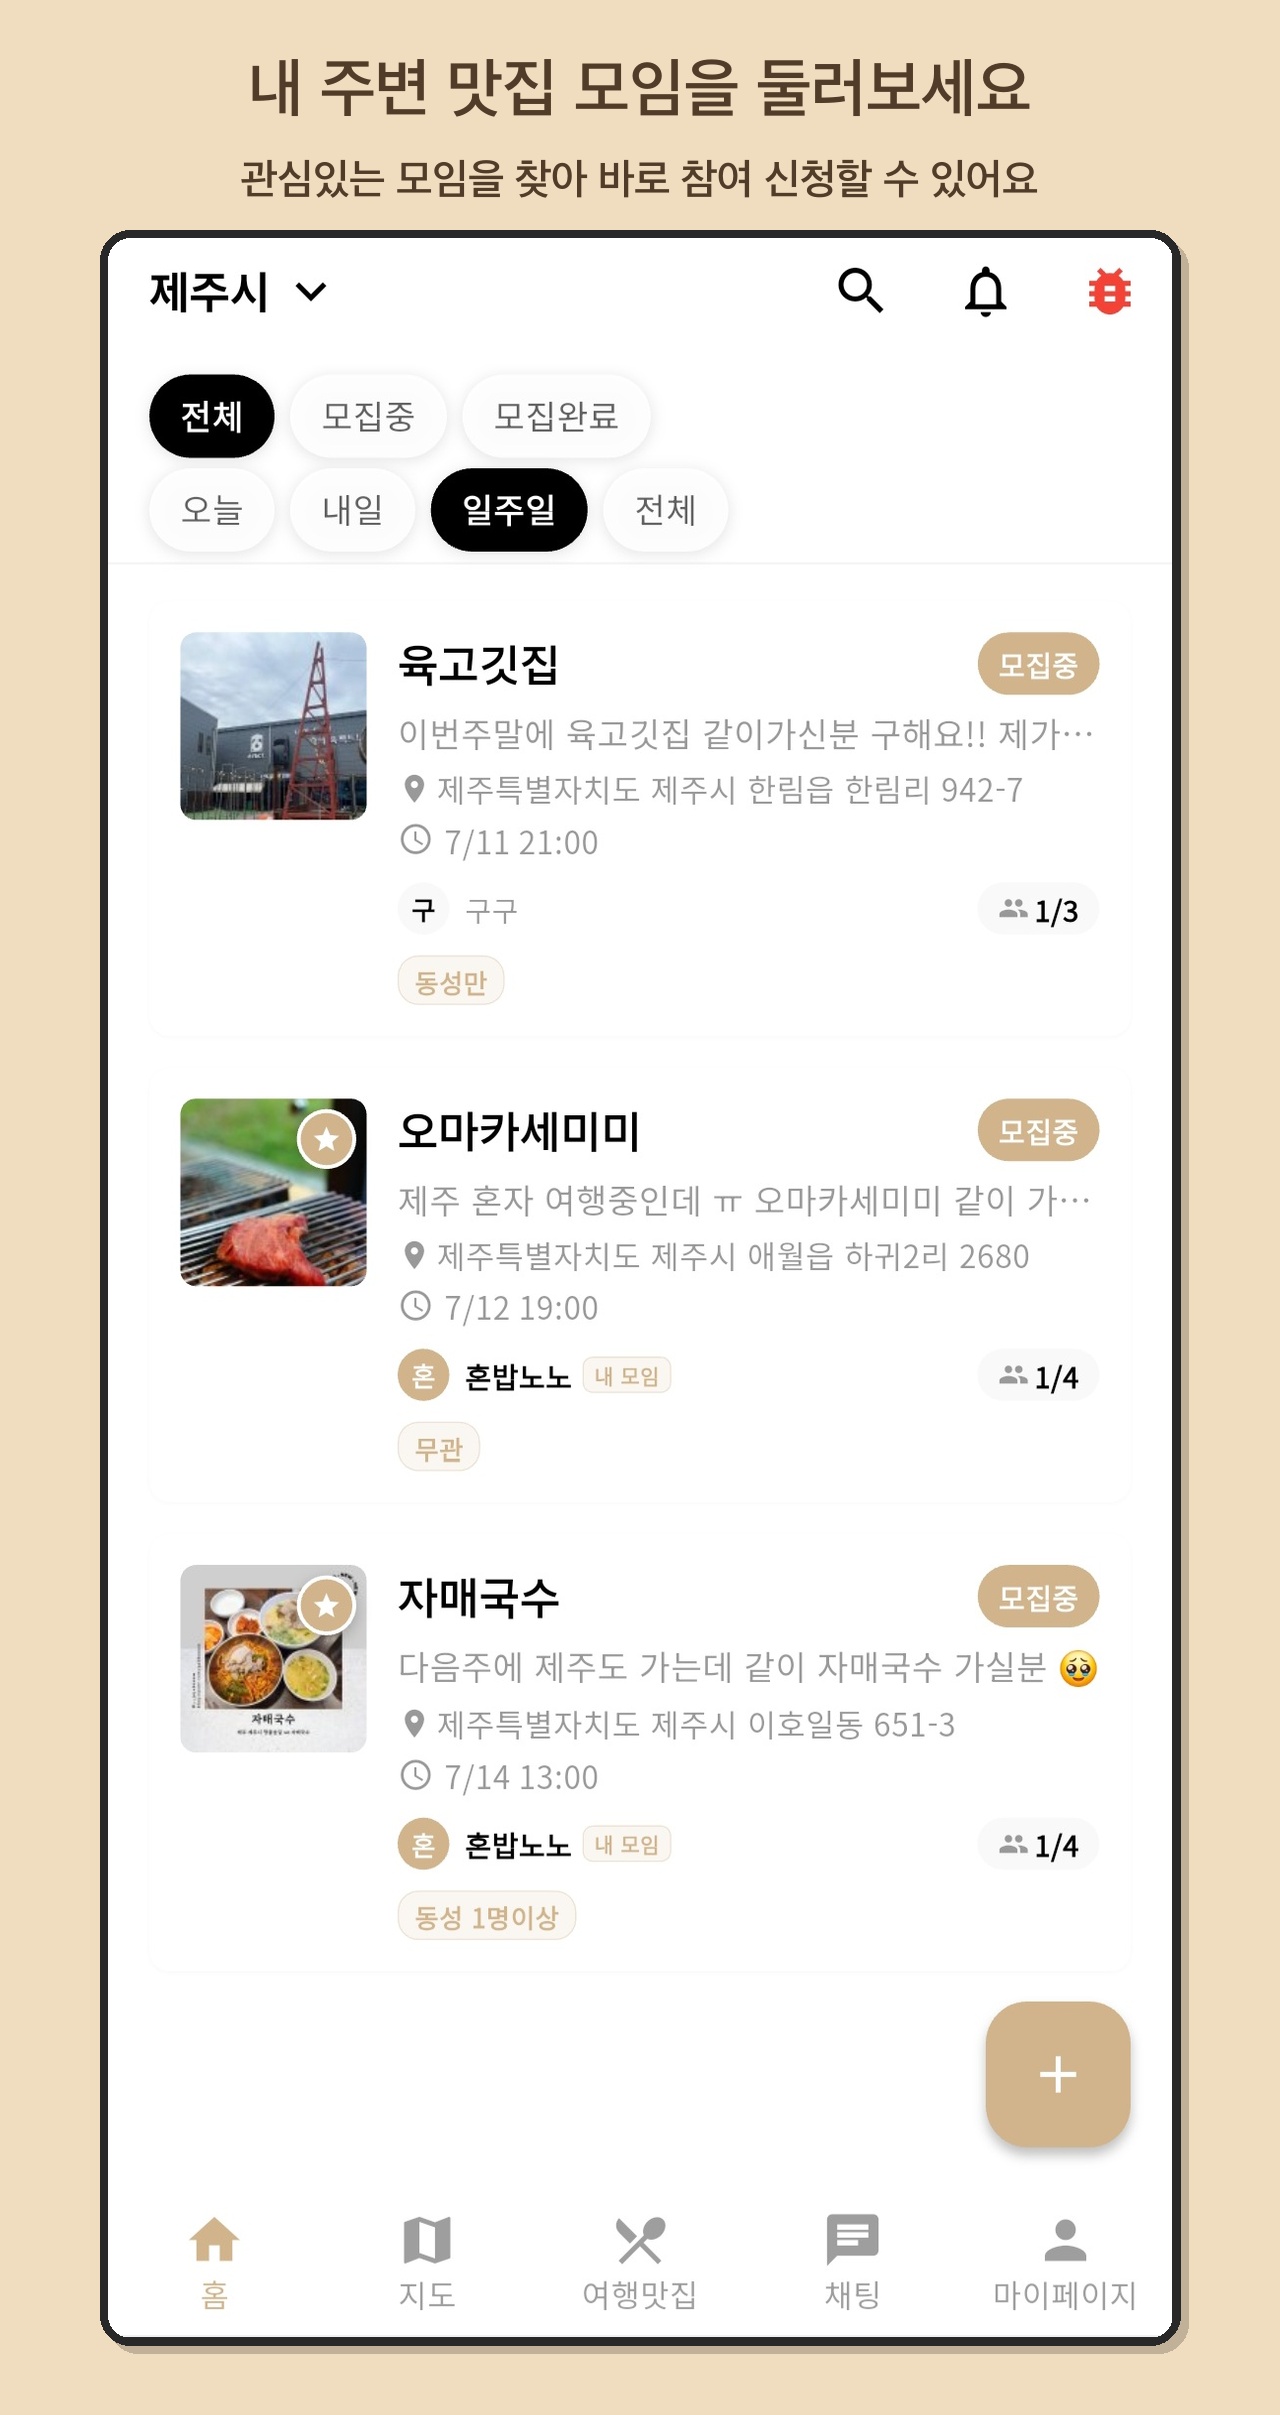 내 주변 맛집 모임을 둘러보세요
관심있는 모임을 찾아 바로 참여 신청할 수 있어요
제주시
전체 모집중 모집완료
오늘 내일 일주일 전체
육고깃집 모집중
이번주말에 육고깃집 같이가신분 구해요!! 제가…
제주특별자치도 제주시 한림읍 한림리 942-7
7/11 21:00
구 구구 1/3
동성만
오마카세미미 모집중
제주 혼자 여행중인데 ㅠ 오마카세미미 같이 가…
제주특별자치도 제주시 애월읍 하귀2리 2680
7/12 19:00
혼 혼밥노노 내 모임 1/4
무관
자매국수 모집중
자매국수
다음주에 제주도 가는데 같이 자매국수 가실분 🥹
제주특별자치도 제주시 이호일동 651-3
7/14 13:00
혼 혼밥노노 내 모임 1/4
동성 1명이상
홈 지도 여행맛집 채팅 마이페이지